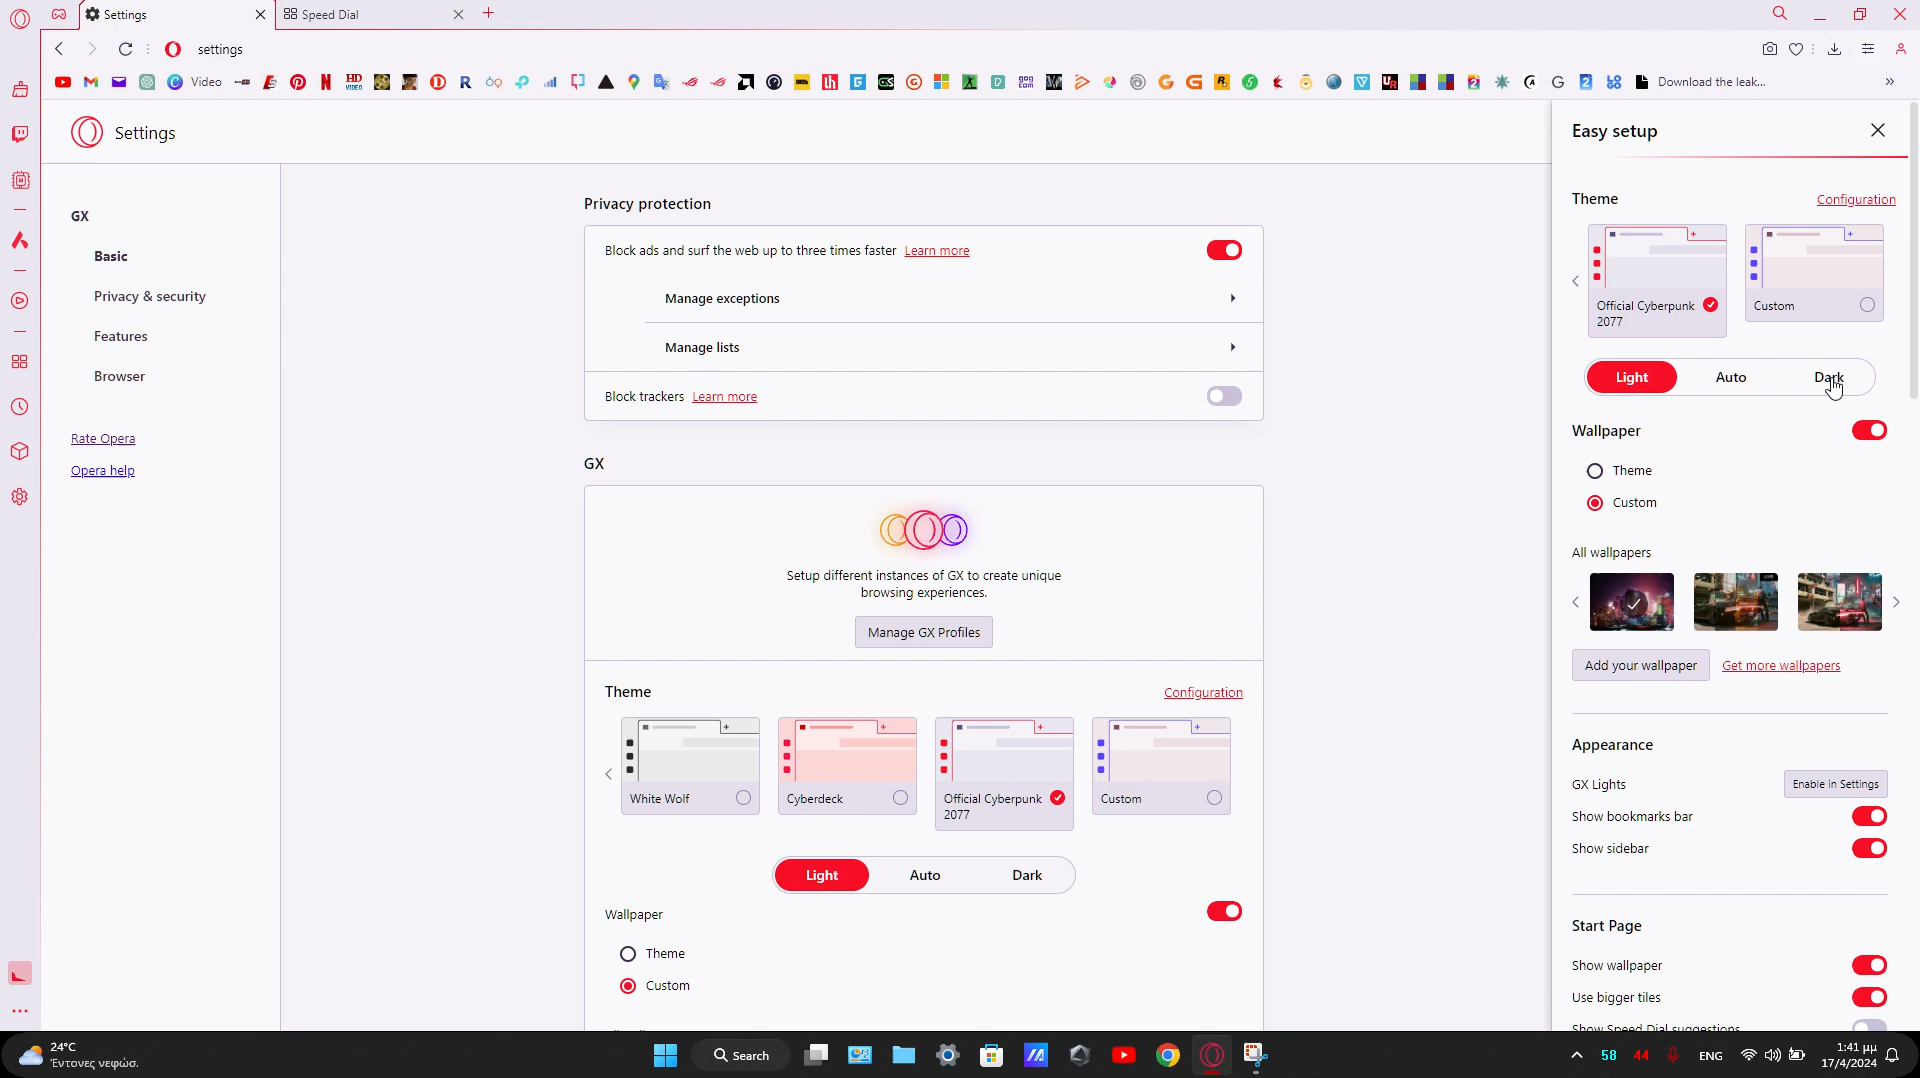 Settings
Speed Dial
settings
Video
Download the leak...
Settings
Easy setup
GX
Basic
Privacy & security
Features
Browser
Rate Opera
Opera help
Privacy protection
Block ads and surf the web up to three times faster Learn more
Manage exceptions
Manage lists
Block trackers Learn more
GX
Setup different instances of GX to create unique
browsing experiences.
Manage GX Profiles
Theme Configuration
White Wolf
Cyberdeck
Official Cyberpunk
2077
Custom
Light Auto Dark
Wallpaper
Theme
Custom
Theme Configuration
Official Cyberpunk
2077
Custom
Light Auto Dark
Wallpaper
Theme
Custom
All wallpapers
Add your wallpaper Get more wallpapers
Appearance
GX Lights Enable in Settings
Show bookmarks bar
Show sidebar
Start Page
Show wallpaper
Use bigger tiles
Show Speed Dial suggestions
24°C
Έντονες νεφώσ.
Search
58 44 ENG
1:41 μμ
17/4/2024